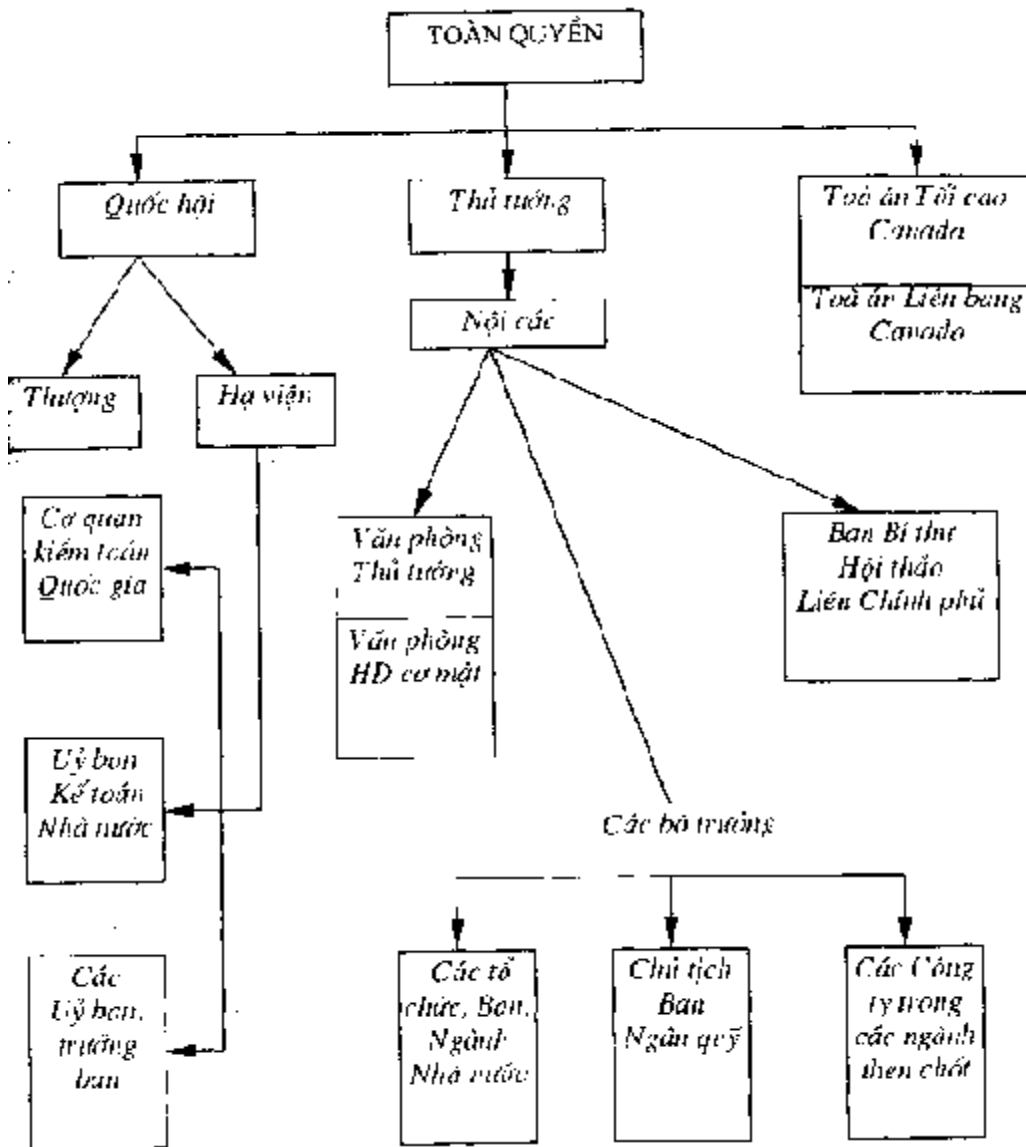 TOÀN QUYỀN
Quốc hội
Thủ tướng
Toà án Tối cao
Canada
Toà án Liên bang
Canada
Nội các
Thượng
Hạ viện
Cơ quan
kiểm toán
Quốc gia
Văn phòng
Thủ tướng
Văn phòng
HD cơ mật
Ban Bí thư
Hội thảo
Liên Chính phủ
Uỷ ban
Kế toán
Nhà nước
Các bộ trưởng
Các
Uỷ ban,
trưởng
ban
Các tổ
chức, Ban,
Ngành
Nhà nước
Chủ tịch
Ban
Ngân quỹ
Các Công
ty trong
các ngành
then chốt